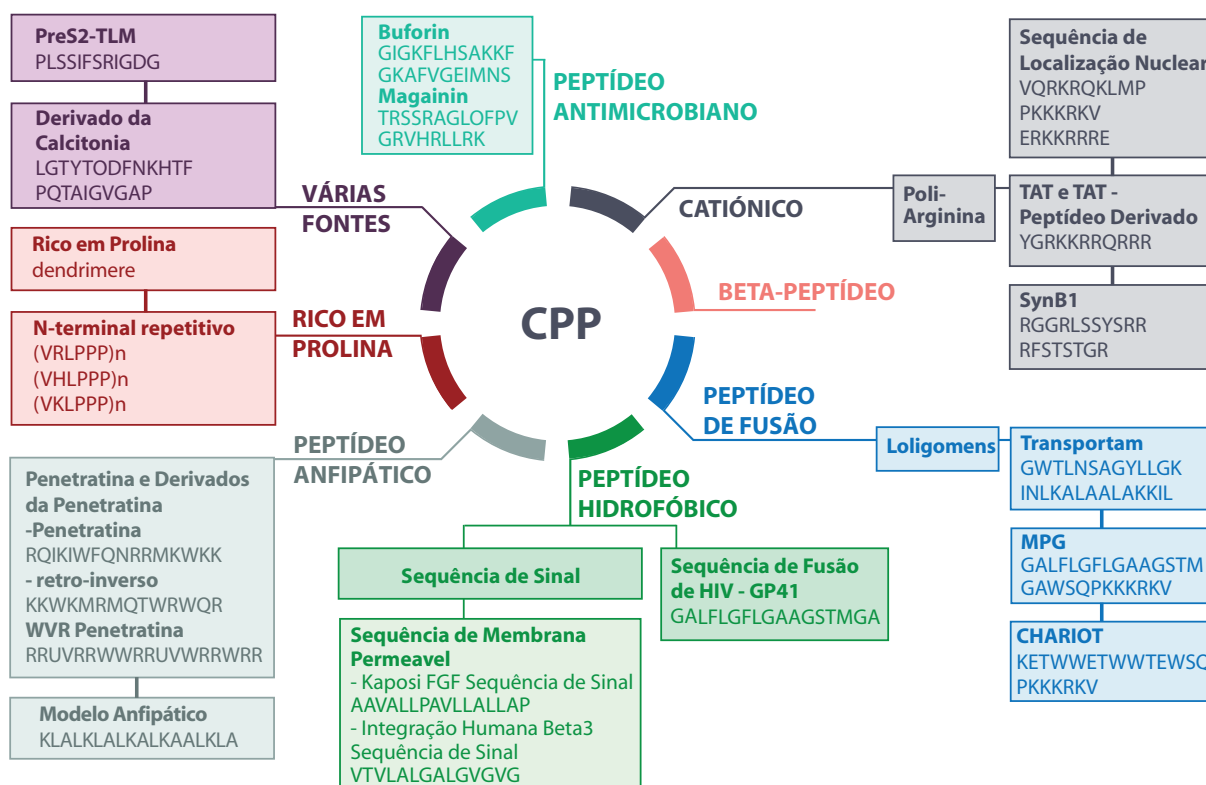 PreS2-TLM
PLSSIFSRIGDG
Derivado da
Calcitonia
LGTYTODFNKHTF
PQTAIGVGAP
VÁRIAS
FONTES
Buforin
GIGKFLHSAKKF
GKAFVGEIMNS
Magainin
TRSSRAGLOFPV
GRVHRLLRK
PEPTÍDEO
ANTIMICROBIANO
Sequência de
Localização Nuclear
VQRKRQKLMP
PKKKRKV
ERKKRRRE
CATIÓNICO
Poli-
Arginina
TAT e TAT -
Peptídeo Derivado
YGRKKRRQRRR
SynB1
RGGRLSSYSRR
RFSTSTGR
Rico em Prolina
dendrimere
N-terminal repetitivo
(VRLPPP)n
(VHLPPP)n
(VKLPPP)n
RICO EM
PROLINA
CPP
BETA-PEPTÍDEO
PEPTÍDEO
DE FUSÃO
Loligomens
Transportam
GWTLNSAGYLLGK
INLKALAALAKKIL
MPG
GALFLGFLGAAGSTM
GAWSQPKKKRKV
CHARIOT
KETWWETWWTEWSQ
PKKKRKV
PEPTÍDEO
ANFIPÁTICO
Penetratina e Derivados
da Penetratina
-Penetratina
RQIKIWFQNRRMKWKK
- retro-inverso
KKWKMRMQTWRWQR
WVR Penetratina
RRUVRRWWRRUVWRRWRR
Modelo Anfipático
KLALKLALKALKAALKLA
PEPTÍDEO
HIDROFÓBICO
Sequência de Sinal
Sequência de Fusão
de HIV - GP41
GALFLGFLGAAGSTMGA
Sequência de Membrana
Permeavel
- Kaposi FGF Sequência de Sinal
AAVALLPAVLLALLAP
- Integração Humana Beta3
Sequência de Sinal
VTVLALGALGVGVG